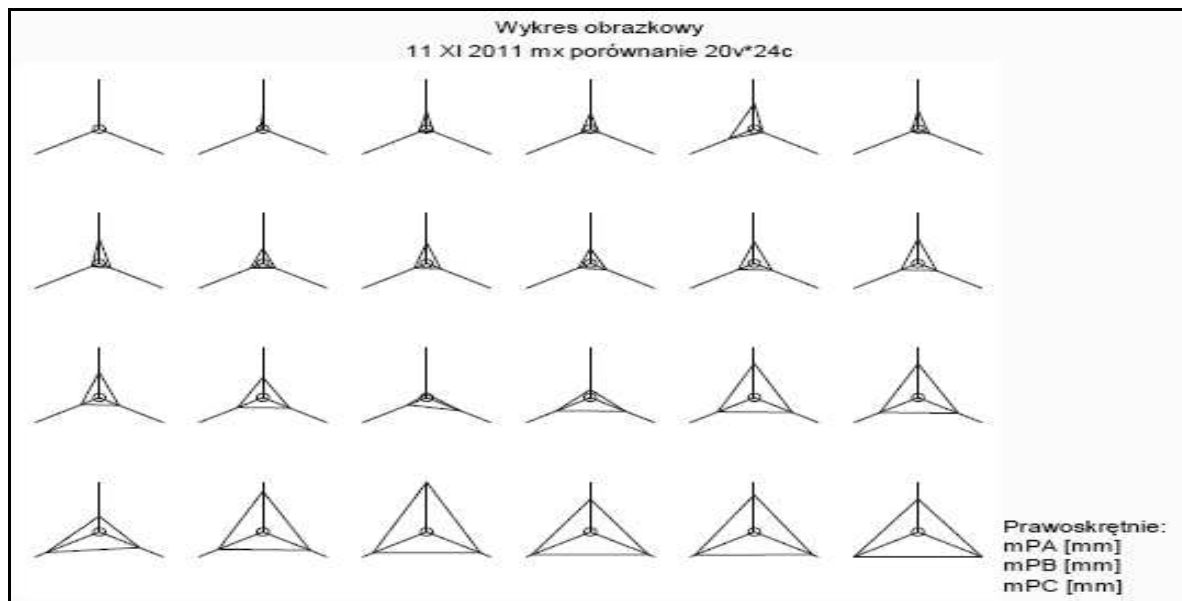 Wykres obrazkowy
11 XI 2011 mx porównanie 20v*24c
Prawoskrętnie:
mPA [mm]
mPB [mm]
mPC [mm]